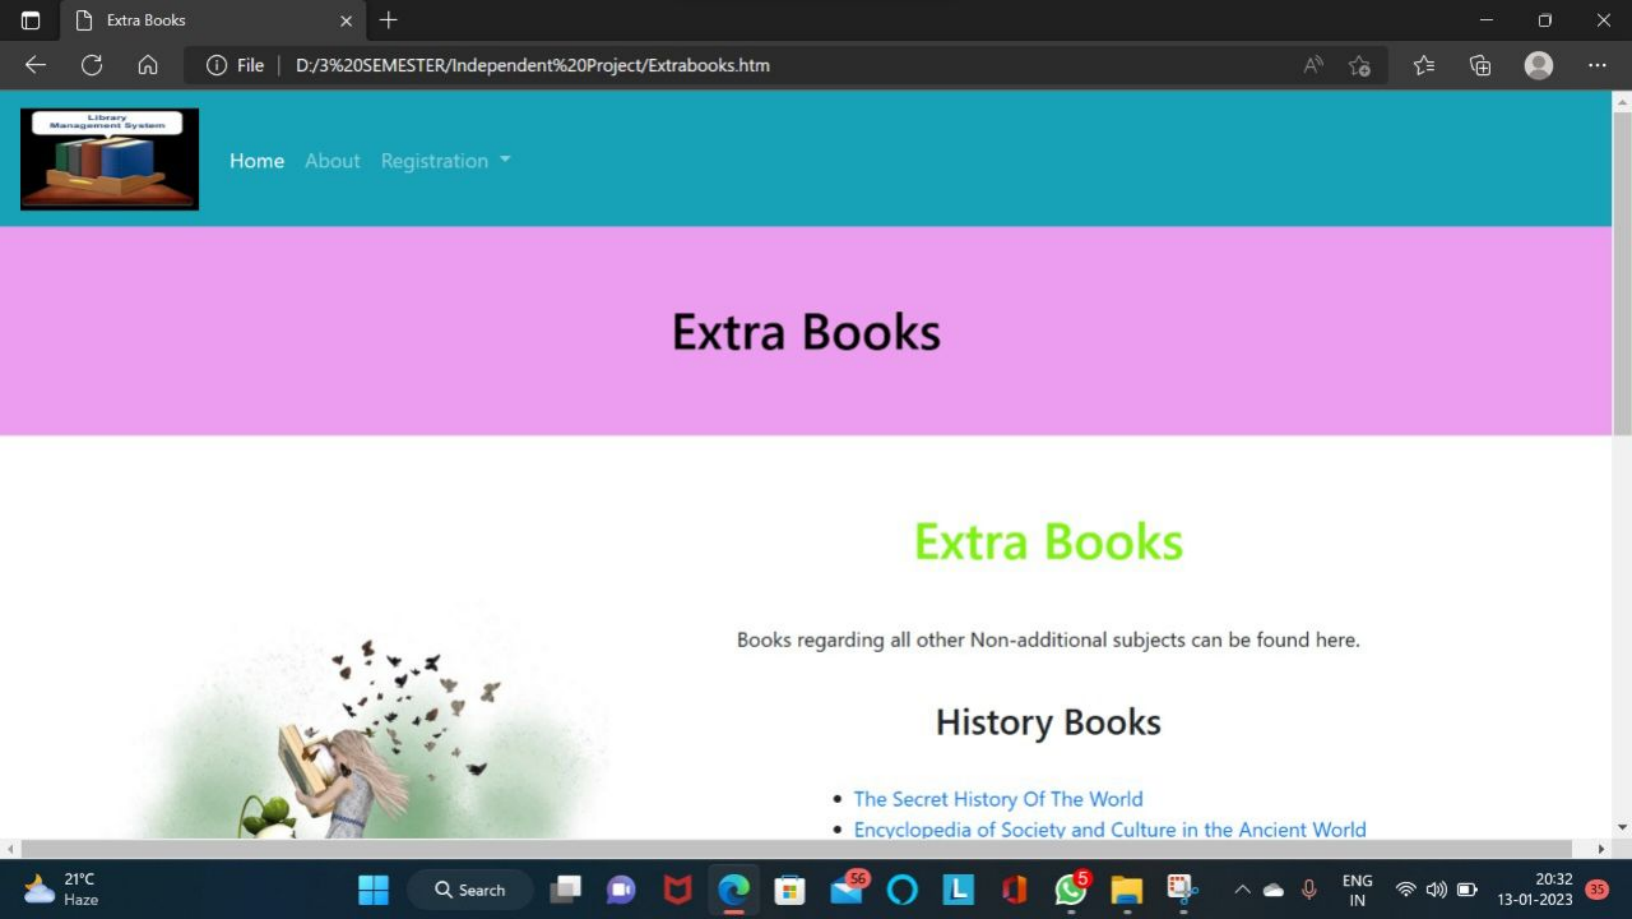 Extra Books
File
D:/3%20SEMESTER/Independent%20Project/Extrabooks.htm
Library
Management System
Home About Registration
Extra Books
Extra Books
Books regarding all other Non-additional subjects can be found here.
History Books
The Secret History Of The World
Encyclopedia of Society and Culture in the Ancient World
21°C
Haze
Search
56
L
5
ENG
IN
20:32
13-01-2023
35